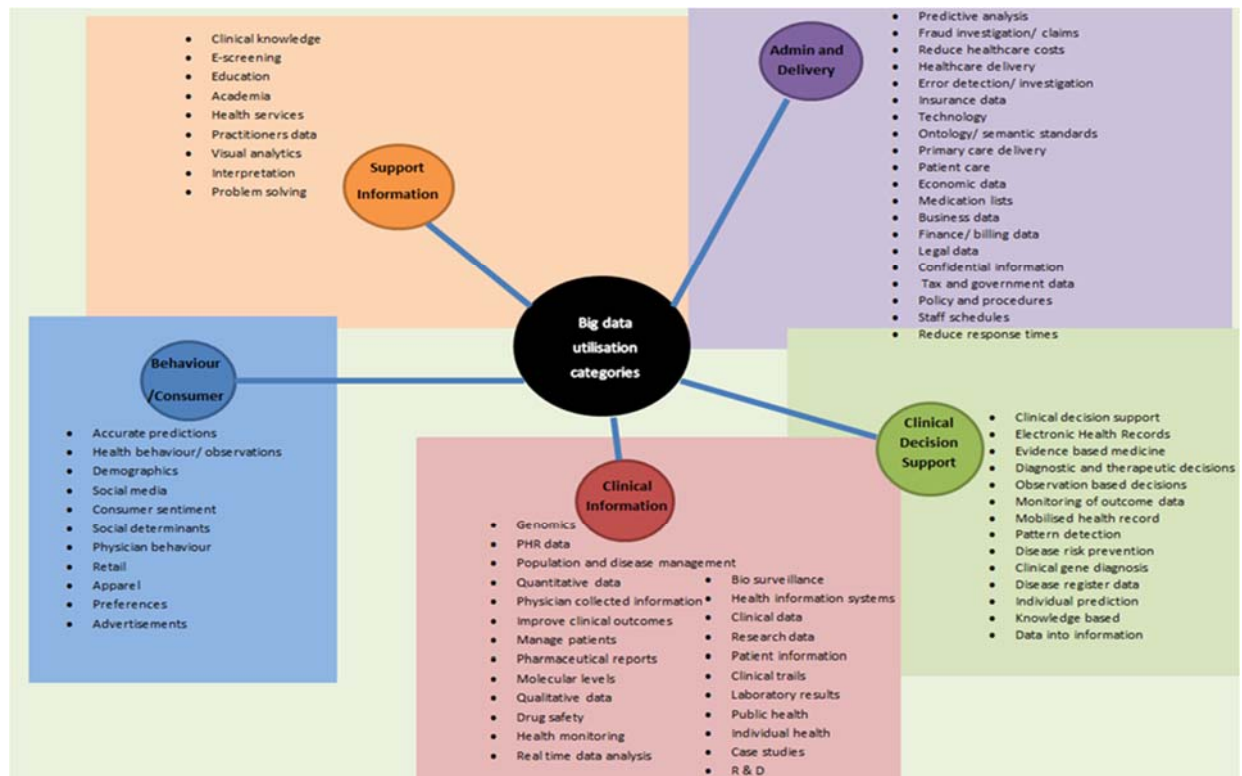 Clinical knowledge
E-screening
Education
Academia
Health services
Practitioners data
Visual analytics
Interpretation
Problem solving
Support
Information
Admin and
Delivery
Predictive analysis
Fraud investigation/ claims
Reduce healthcare costs
Healthcare delivery
Error detection/ investigation
Insurance data
Technology
Ontology/ semantic standards
Primary care delivery
Patient care
Economic data
Medication lists
Business data
Finance/ billing data
Legal data
Confidential information
Tax and government data
Policy and procedures
Staff schedules
Reduce response times
Big data
utilisation
categories
Behaviour
/Consumer
Accurate predictions
Health behaviour/ observations
Demographics
Social media
Consumer sentiment
Social determinants
Physician behaviour
Retail
Apparel
Preferences
Advertisements
Clinical
Information
Genomics
PHR data
Population and disease management
Quantitative data
Physician collected information
Improve clinical outcomes
Manage patients
Pharmaceutical reports
Molecular levels
Qualitative data
Drug safety
Health monitoring
Real time data analysis
Bio surveillance
Health information systems
Clinical data
Research data
Patient information
Clinical trails
Laboratory results
Public health
Individual health
Case studies
R & D
Clinical
Decision
Support
Clinical decision support
Electronic Health Records
Evidence based medicine
Diagnostic and therapeutic decisions
Observation based decisions
Monitoring of outcome data
Mobilised health record
Pattern detection
Disease risk prevention
Clinical gene diagnosis
Disease register data
Individual prediction
Knowledge based
Data into information